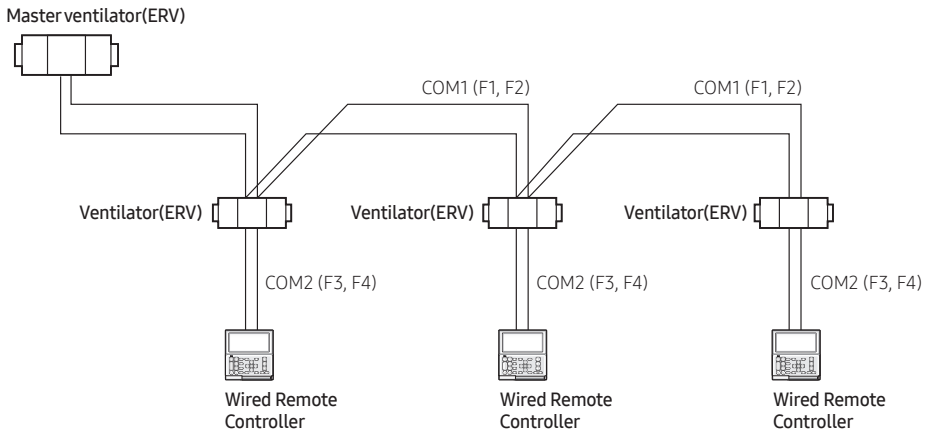 Master ventilator(ERV)
COM1 (F1, F2)
COM1 (F1, F2)
Ventilator(ERV)
Ventilator(ERV)
Ventilator(ERV)
COM2 (F3, F4)
COM2 (F3, F4)
COM2 (F3, F4)
Wired Remote
Controller
Wired Remote
Controller
Wired Remote
Controller